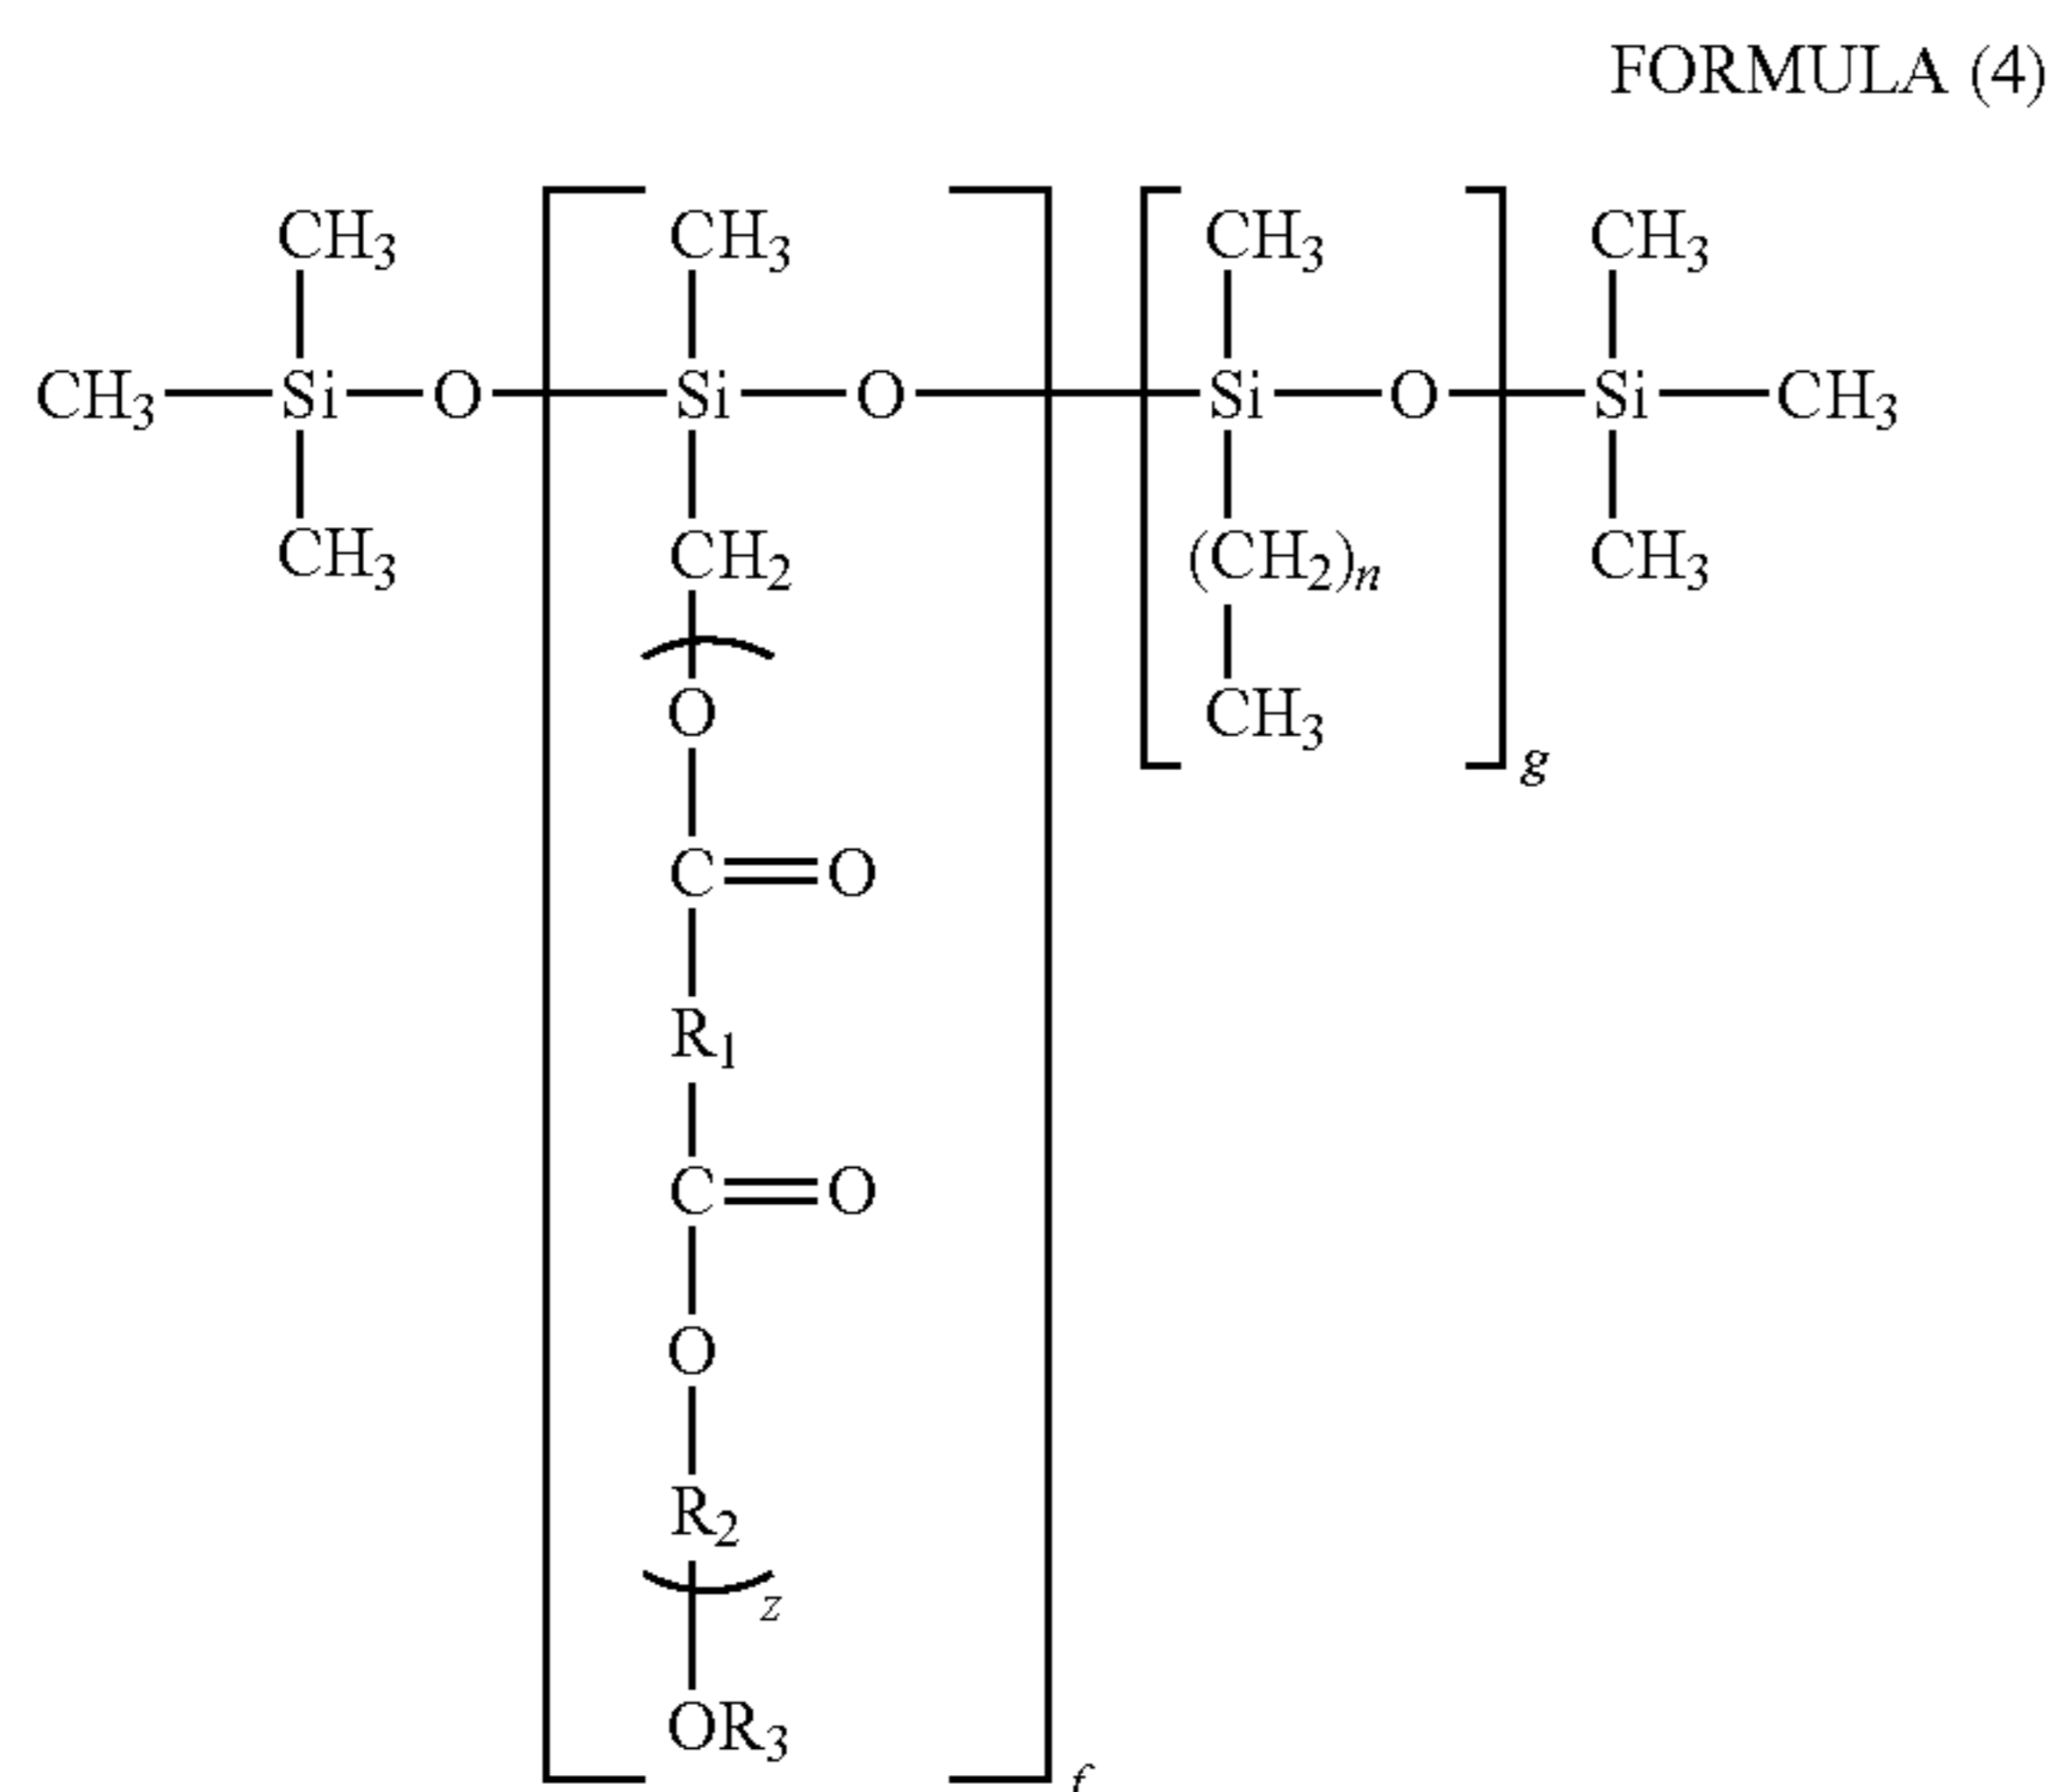 FORMULA (4)
CH₃ CH₃ CH₃ CH₃
CH₃ Si O Si O Si O Si CH₃
CH₃ CH₂ (CH₂)n CH₃
O CH₃
g
C O
R₁
C O
O
R₂
z
OR₃
f